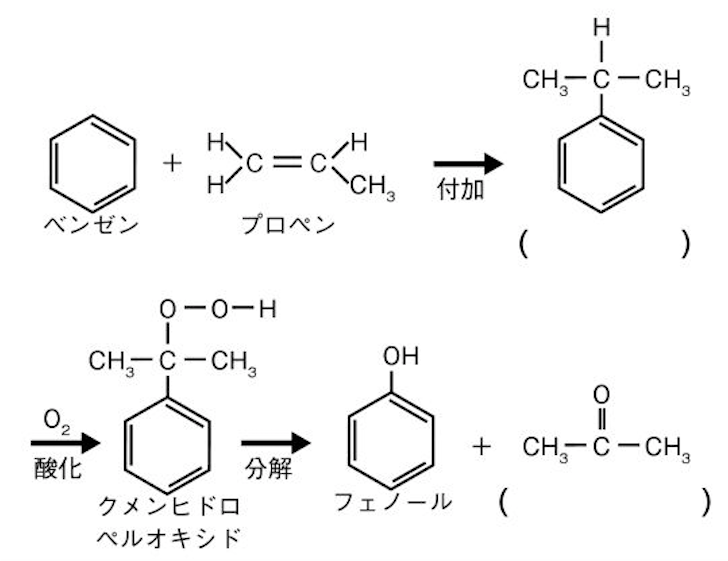 H
CH₃−C−CH₃
H H
+ C=C
H CH₃
付加
ベンゼン プロペン ( )
O−O−H
CH₃−C−CH₃
OH
O
O₂
+ CH₃−C−CH₃
酸化 分解
クメンヒドロ フェノール ( )
ペルオキシド